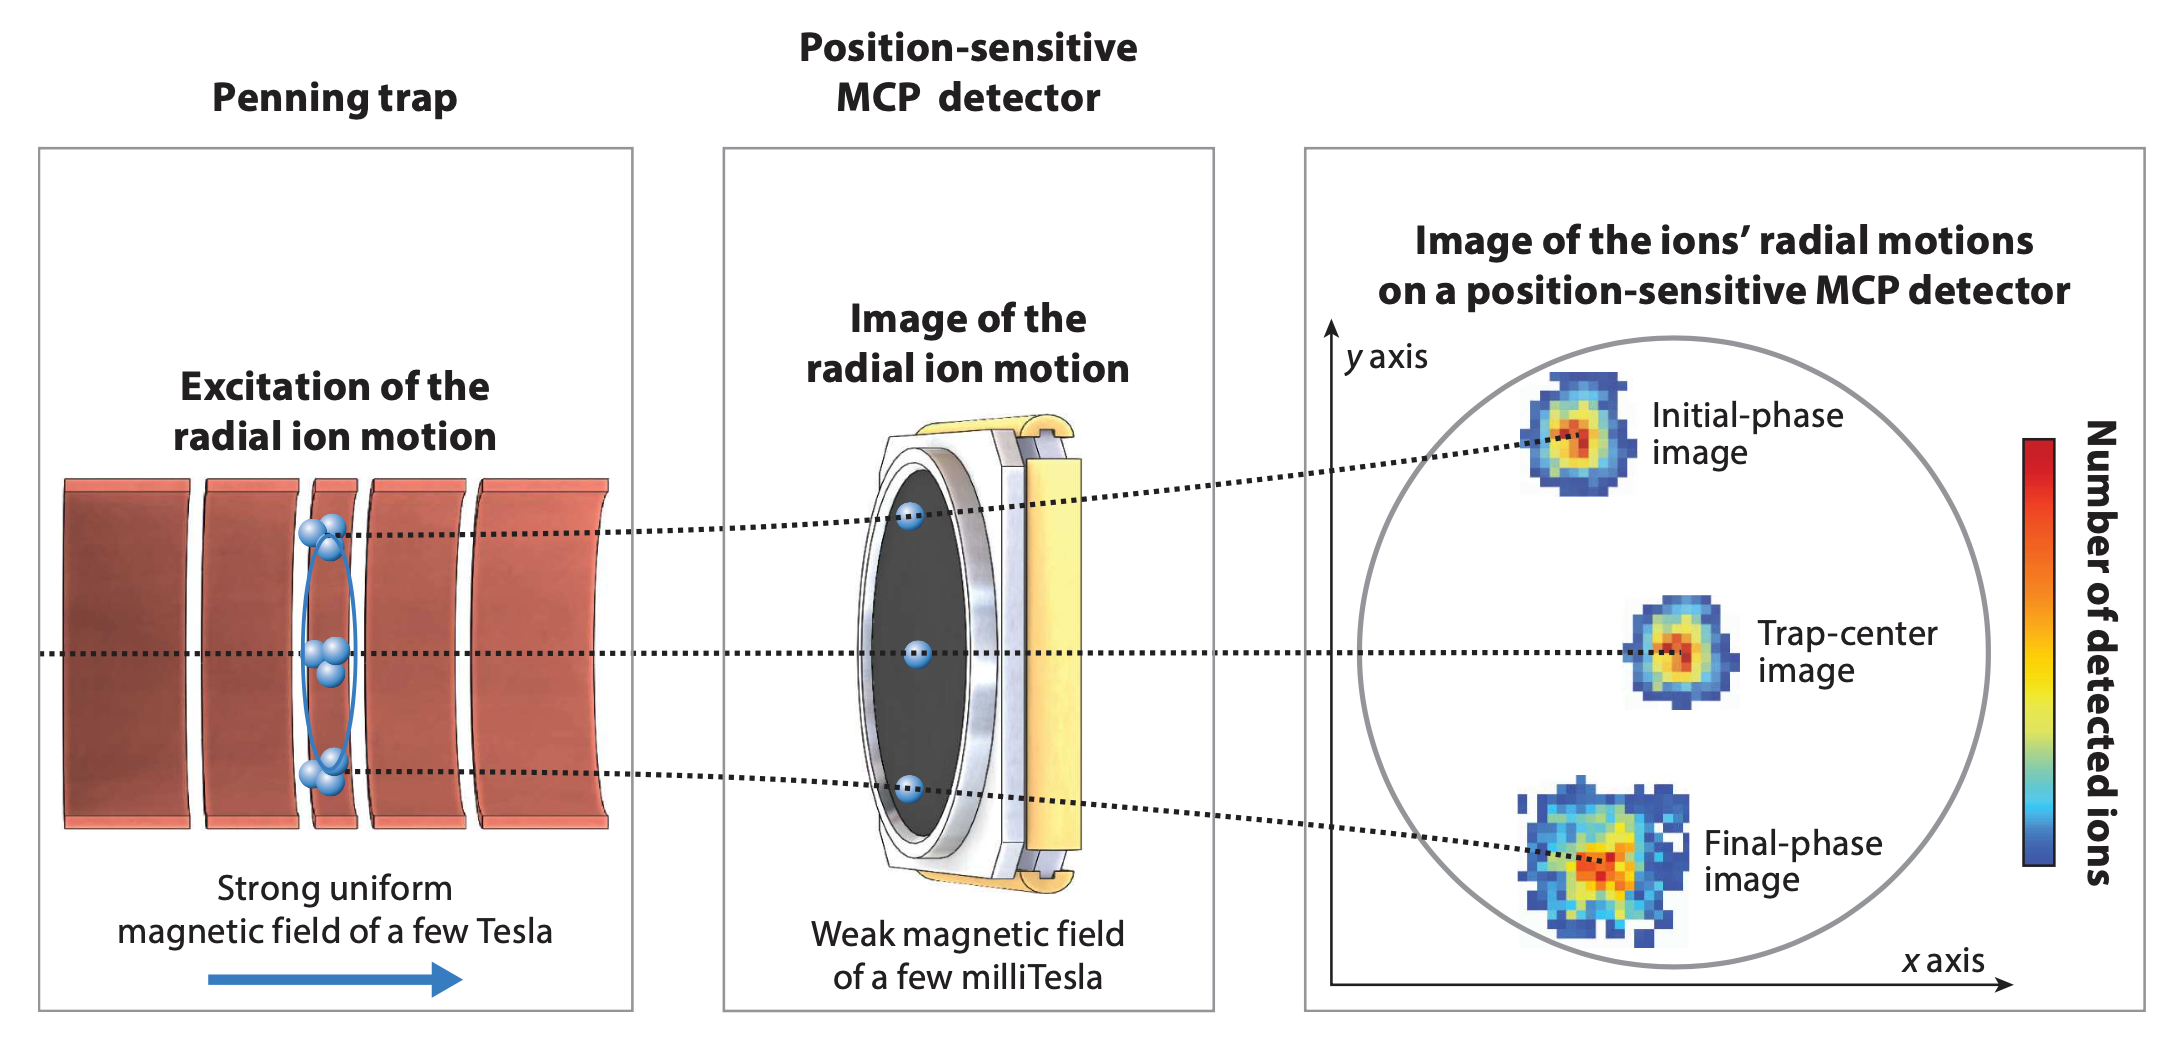 Penning trap
Position-sensitive
MCP detector
Excitation of the
radial ion motion
Strong uniform
magnetic field of a few Tesla
Image of the
radial ion motion
Weak magnetic field
of a few milliTesla
Image of the ions’ radial motions
on a position-sensitive MCP detector
y axis
Initial-phase
image
Trap-center
image
Final-phase
image
x axis
Number of detected ions